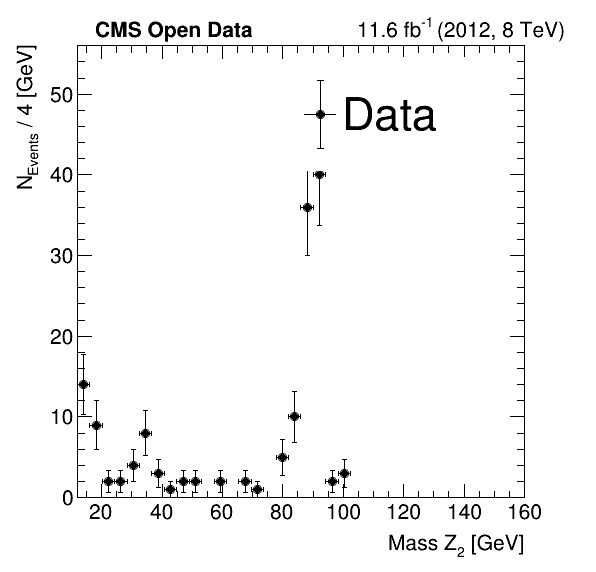 CMS Open Data 11.6 fb⁻¹ (2012, 8 TeV)
N_Events / 4 [GeV]
50
40
30
20
10
0
Data
20 40 60 80 100 120 140 160
Mass Z₂ [GeV]